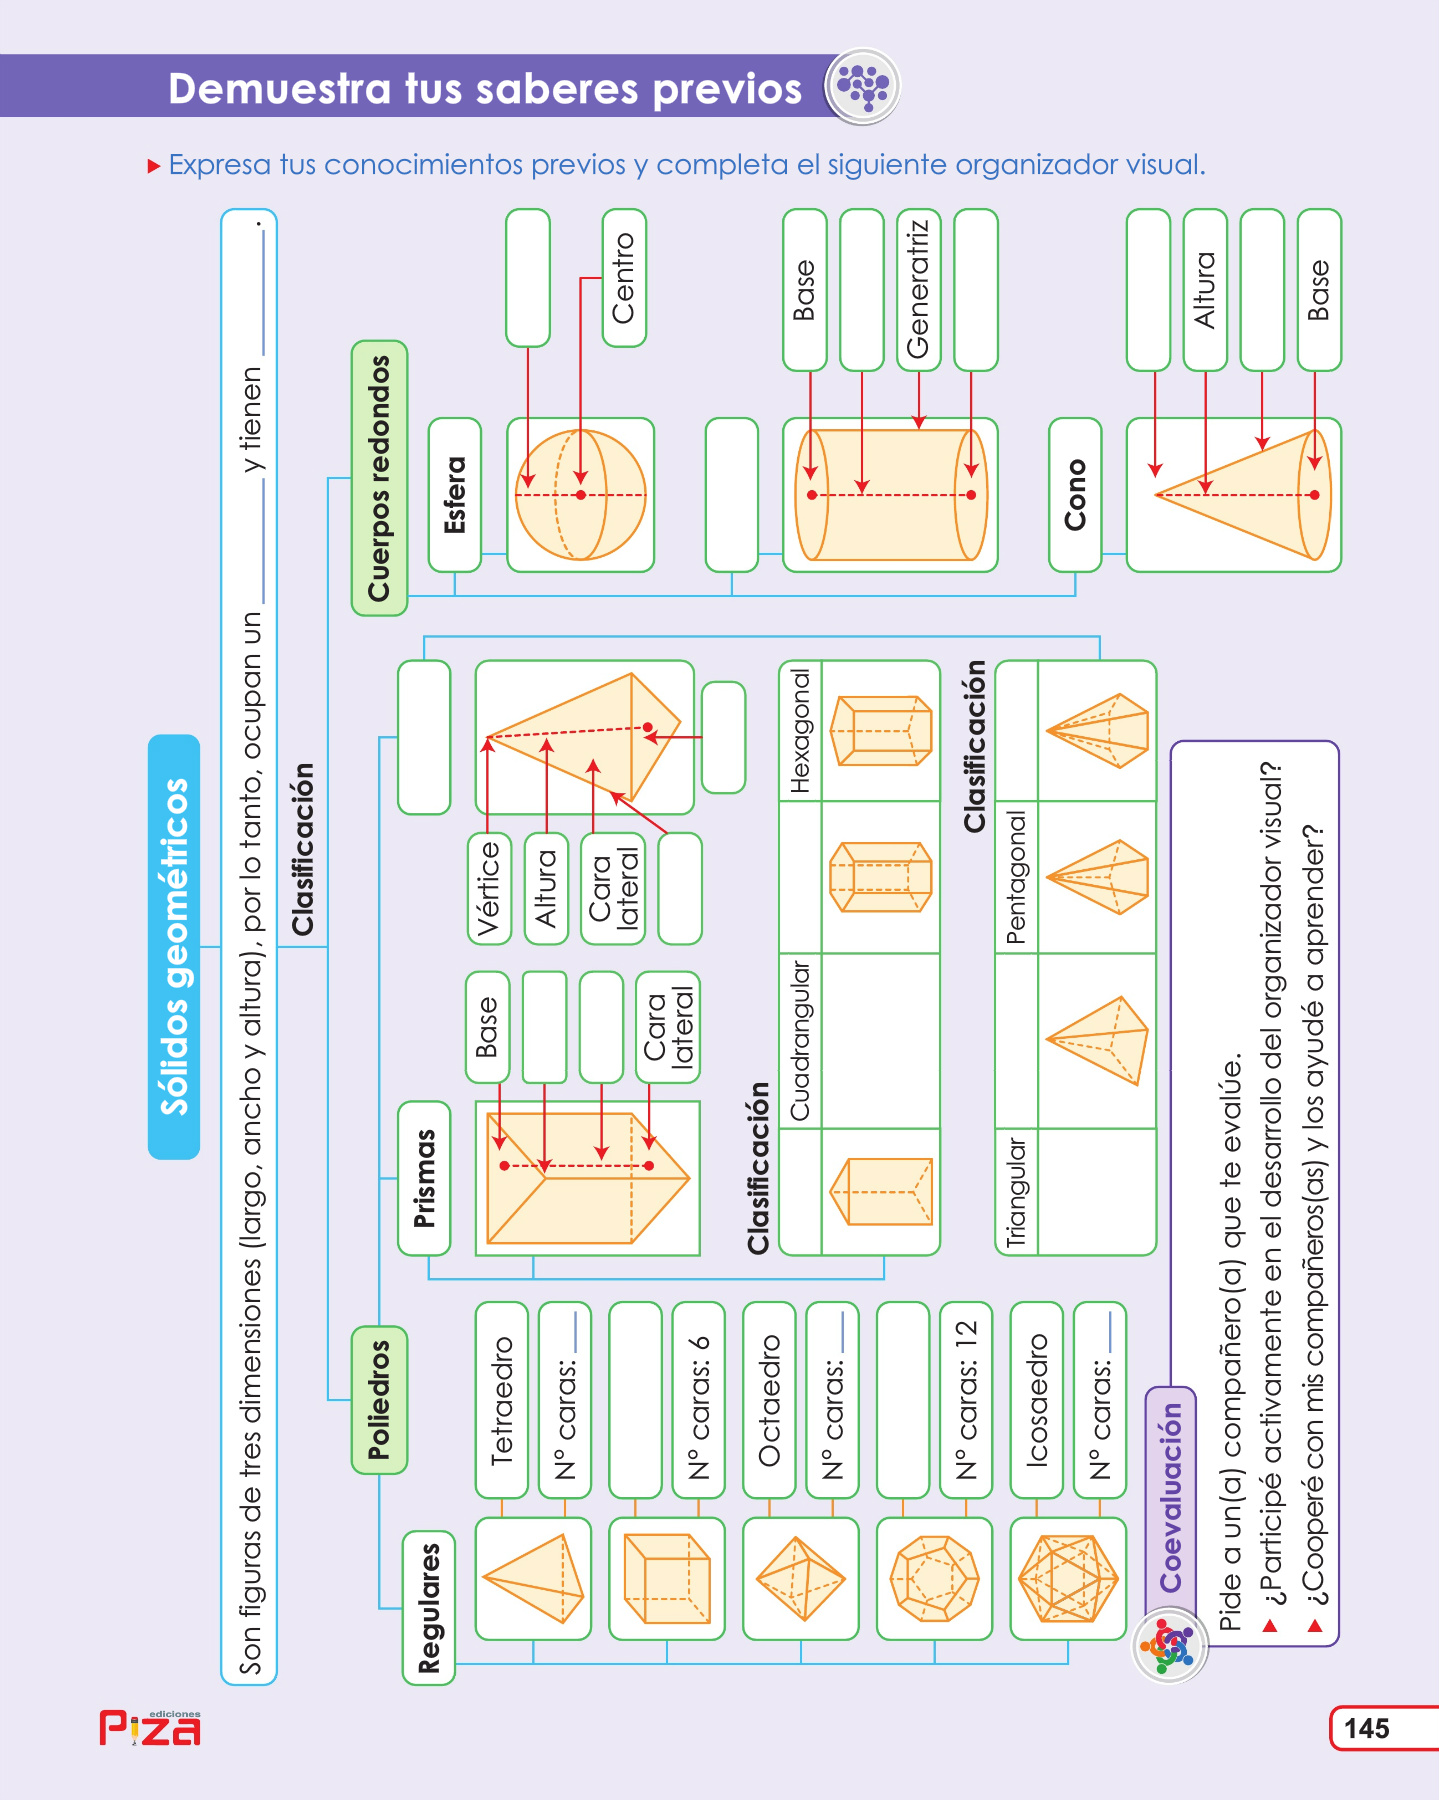 Demuestra tus saberes previos
Expresa tus conocimientos previos y completa el siguiente organizador visual.
Sólidos geométricos
Son figuras de tres dimensiones (largo, ancho y altura), por lo tanto, ocupan un ________ y tienen ________.
Clasificación
Poliedros
Cuerpos redondos
Regulares
Tetraedro
N° caras: ___
N° caras: 6
Octaedro
N° caras: ___
N° caras: 12
Icosaedro
N° caras: ___
Prismas
Base
Cara
lateral
Vértice
Altura
Cara
lateral
Clasificación
Cuadrangular
Hexagonal
Clasificación
Triangular
Pentagonal
Esfera
Centro
Base
Generatriz
Cono
Altura
Base
Coevaluación
Pide a un(a) compañero(a) que te evalúe.
¿Participé activamente en el desarrollo del organizador visual?
¿Cooperé con mis compañeros(as) y los ayudé a aprender?
Piza
ediciones
145